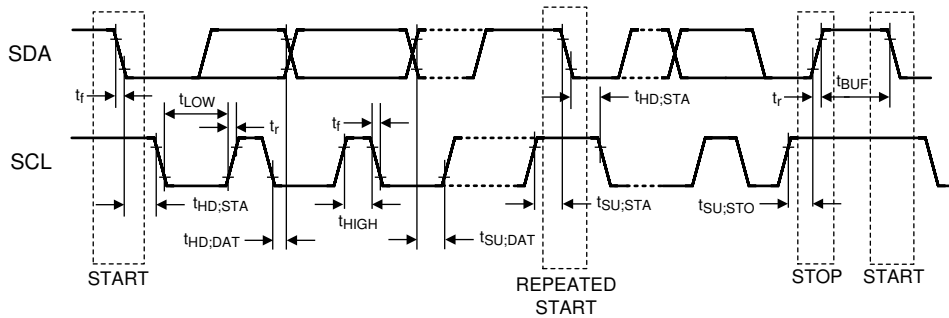 SDA
t_f
t_LOW
t_r
t_f
t_HD;STA
t_r
t_BUF
SCL
t_HD;STA
t_HD;DAT
t_HIGH
t_SU;DAT
t_SU;STA
t_SU;STO
START
REPEATED
START
STOP
START